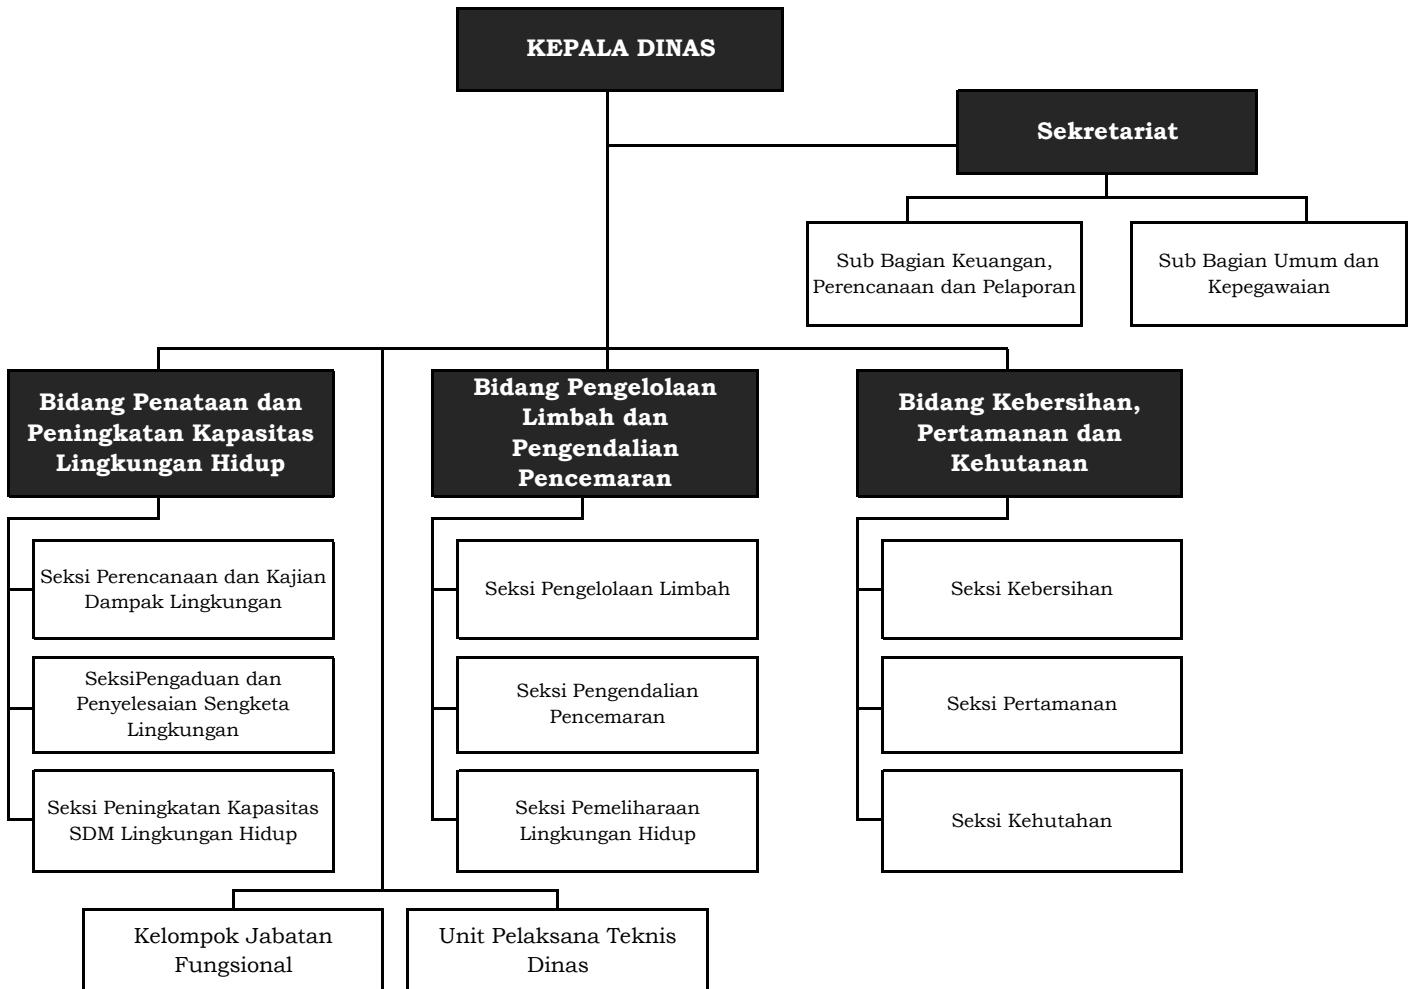 KEPALA DINAS
Sekretariat
Sub Bagian Keuangan,
Perencanaan dan Pelaporan
Sub Bagian Umum dan
Kepegawaian
Bidang Penataan dan
Peningkatan Kapasitas
Lingkungan Hidup
Bidang Pengelolaan
Limbah dan
Pengendalian
Pencemaran
Bidang Kebersihan,
Pertamanan dan
Kehutanan
Seksi Perencanaan dan Kajian
Dampak Lingkungan
SeksiPengaduan dan
Penyelesaian Sengketa
Lingkungan
Seksi Peningkatan Kapasitas
SDM Lingkungan Hidup
Seksi Pengelolaan Limbah
Seksi Pengendalian
Pencemaran
Seksi Pemeliharaan
Lingkungan Hidup
Seksi Kebersihan
Seksi Pertamanan
Seksi Kehutahan
Kelompok Jabatan
Fungsional
Unit Pelaksana Teknis
Dinas